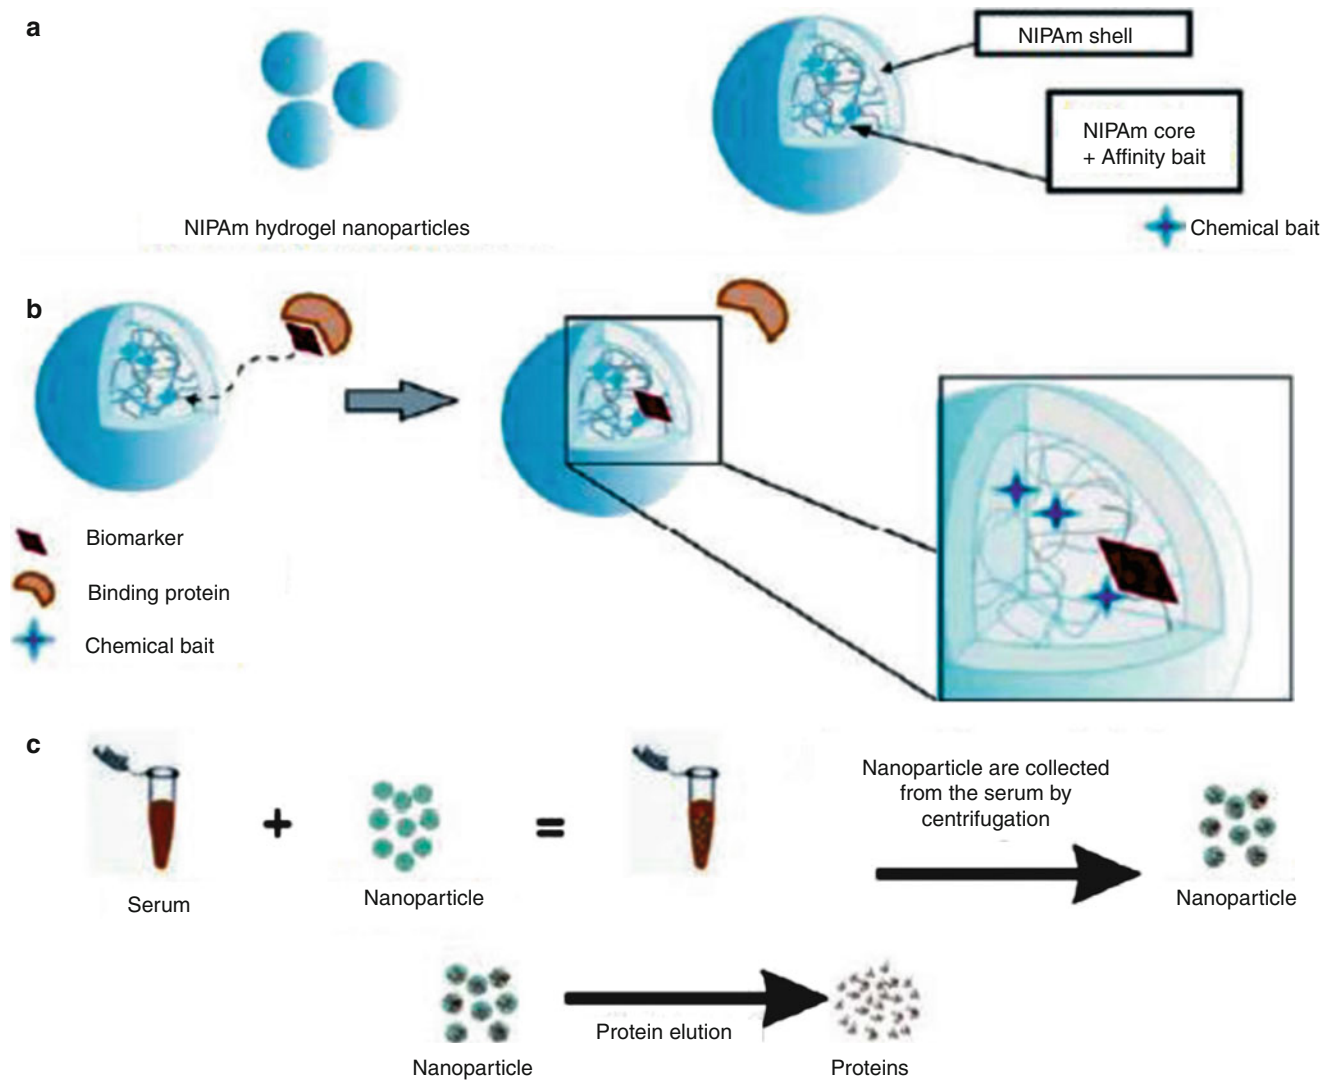 a
NIPAm shell
NIPAm core
+ Affinity bait
NIPAm hydrogel nanoparticles
Chemical bait
b
Biomarker
Binding protein
Chemical bait
c
Nanoparticle are collected
from the serum by
centrifugation
Serum
Nanoparticle
Nanoparticle
Protein elution
Nanoparticle
Proteins